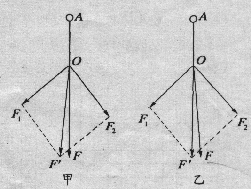 A A
O O
F₁ F₂ F₁ F₂
F' F F' F
甲 乙